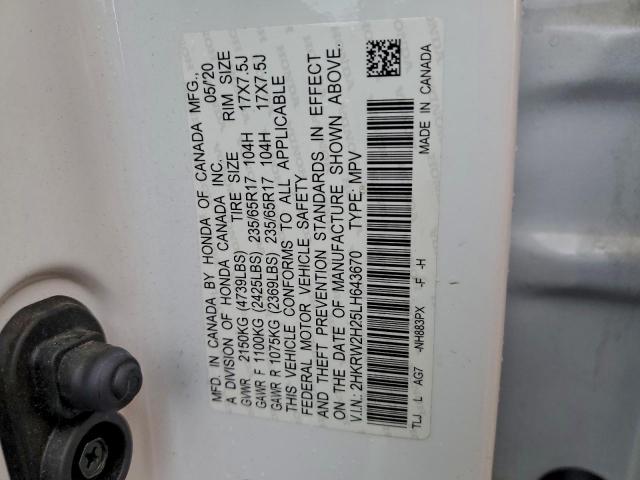 MFD. IN CANADA BY HONDA OF CANADA MFG.,
A DIVISION OF HONDA CANADA INC. 05/'20
TIRE SIZE RIM SIZE
GVWR 2150KG (4739LBS)
GAWR F 1100KG (2425LBS) 235/65R17 104H 17X7.5J
GAWR R 1075KG (2369LBS) 235/65R17 104H 17X7.5J
THIS VEHICLE CONFORMS TO ALL APPLICABLE
FEDERAL MOTOR VEHICLE SAFETY
AND THEFT PREVENTION STANDARDS IN EFFECT
ON THE DATE OF MANUFACTURE SHOWN ABOVE.
V.I.N.: 2HKRW2H25LH643670 TYPE: MPV
TLJ L AG7 -NH883PX -F -H MADE IN CANADA